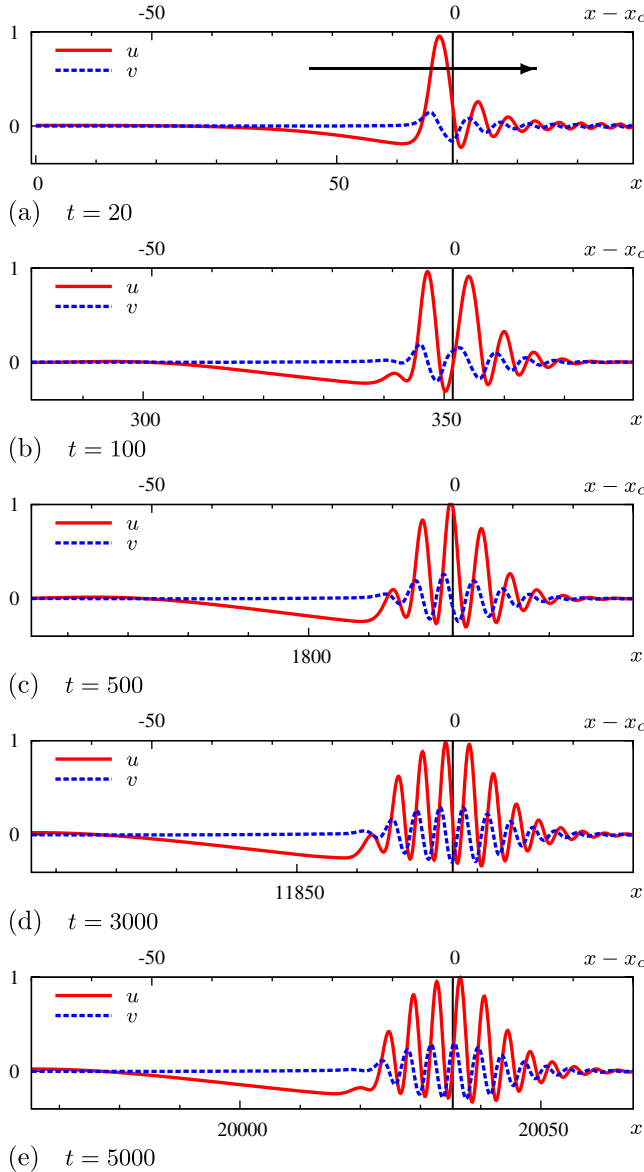 -50 0 x − x_c
1 u
v
0
0 50 x
(a) t = 20
-50 0 x − x_c
1 u
v
0
300 350 x
(b) t = 100
-50 0 x − x_c
1 u
v
0
1800 x
(c) t = 500
-50 0 x − x_c
1 u
v
0
11850 x
(d) t = 3000
-50 0 x − x_c
1 u
v
0
20000 20050 x
(e) t = 5000